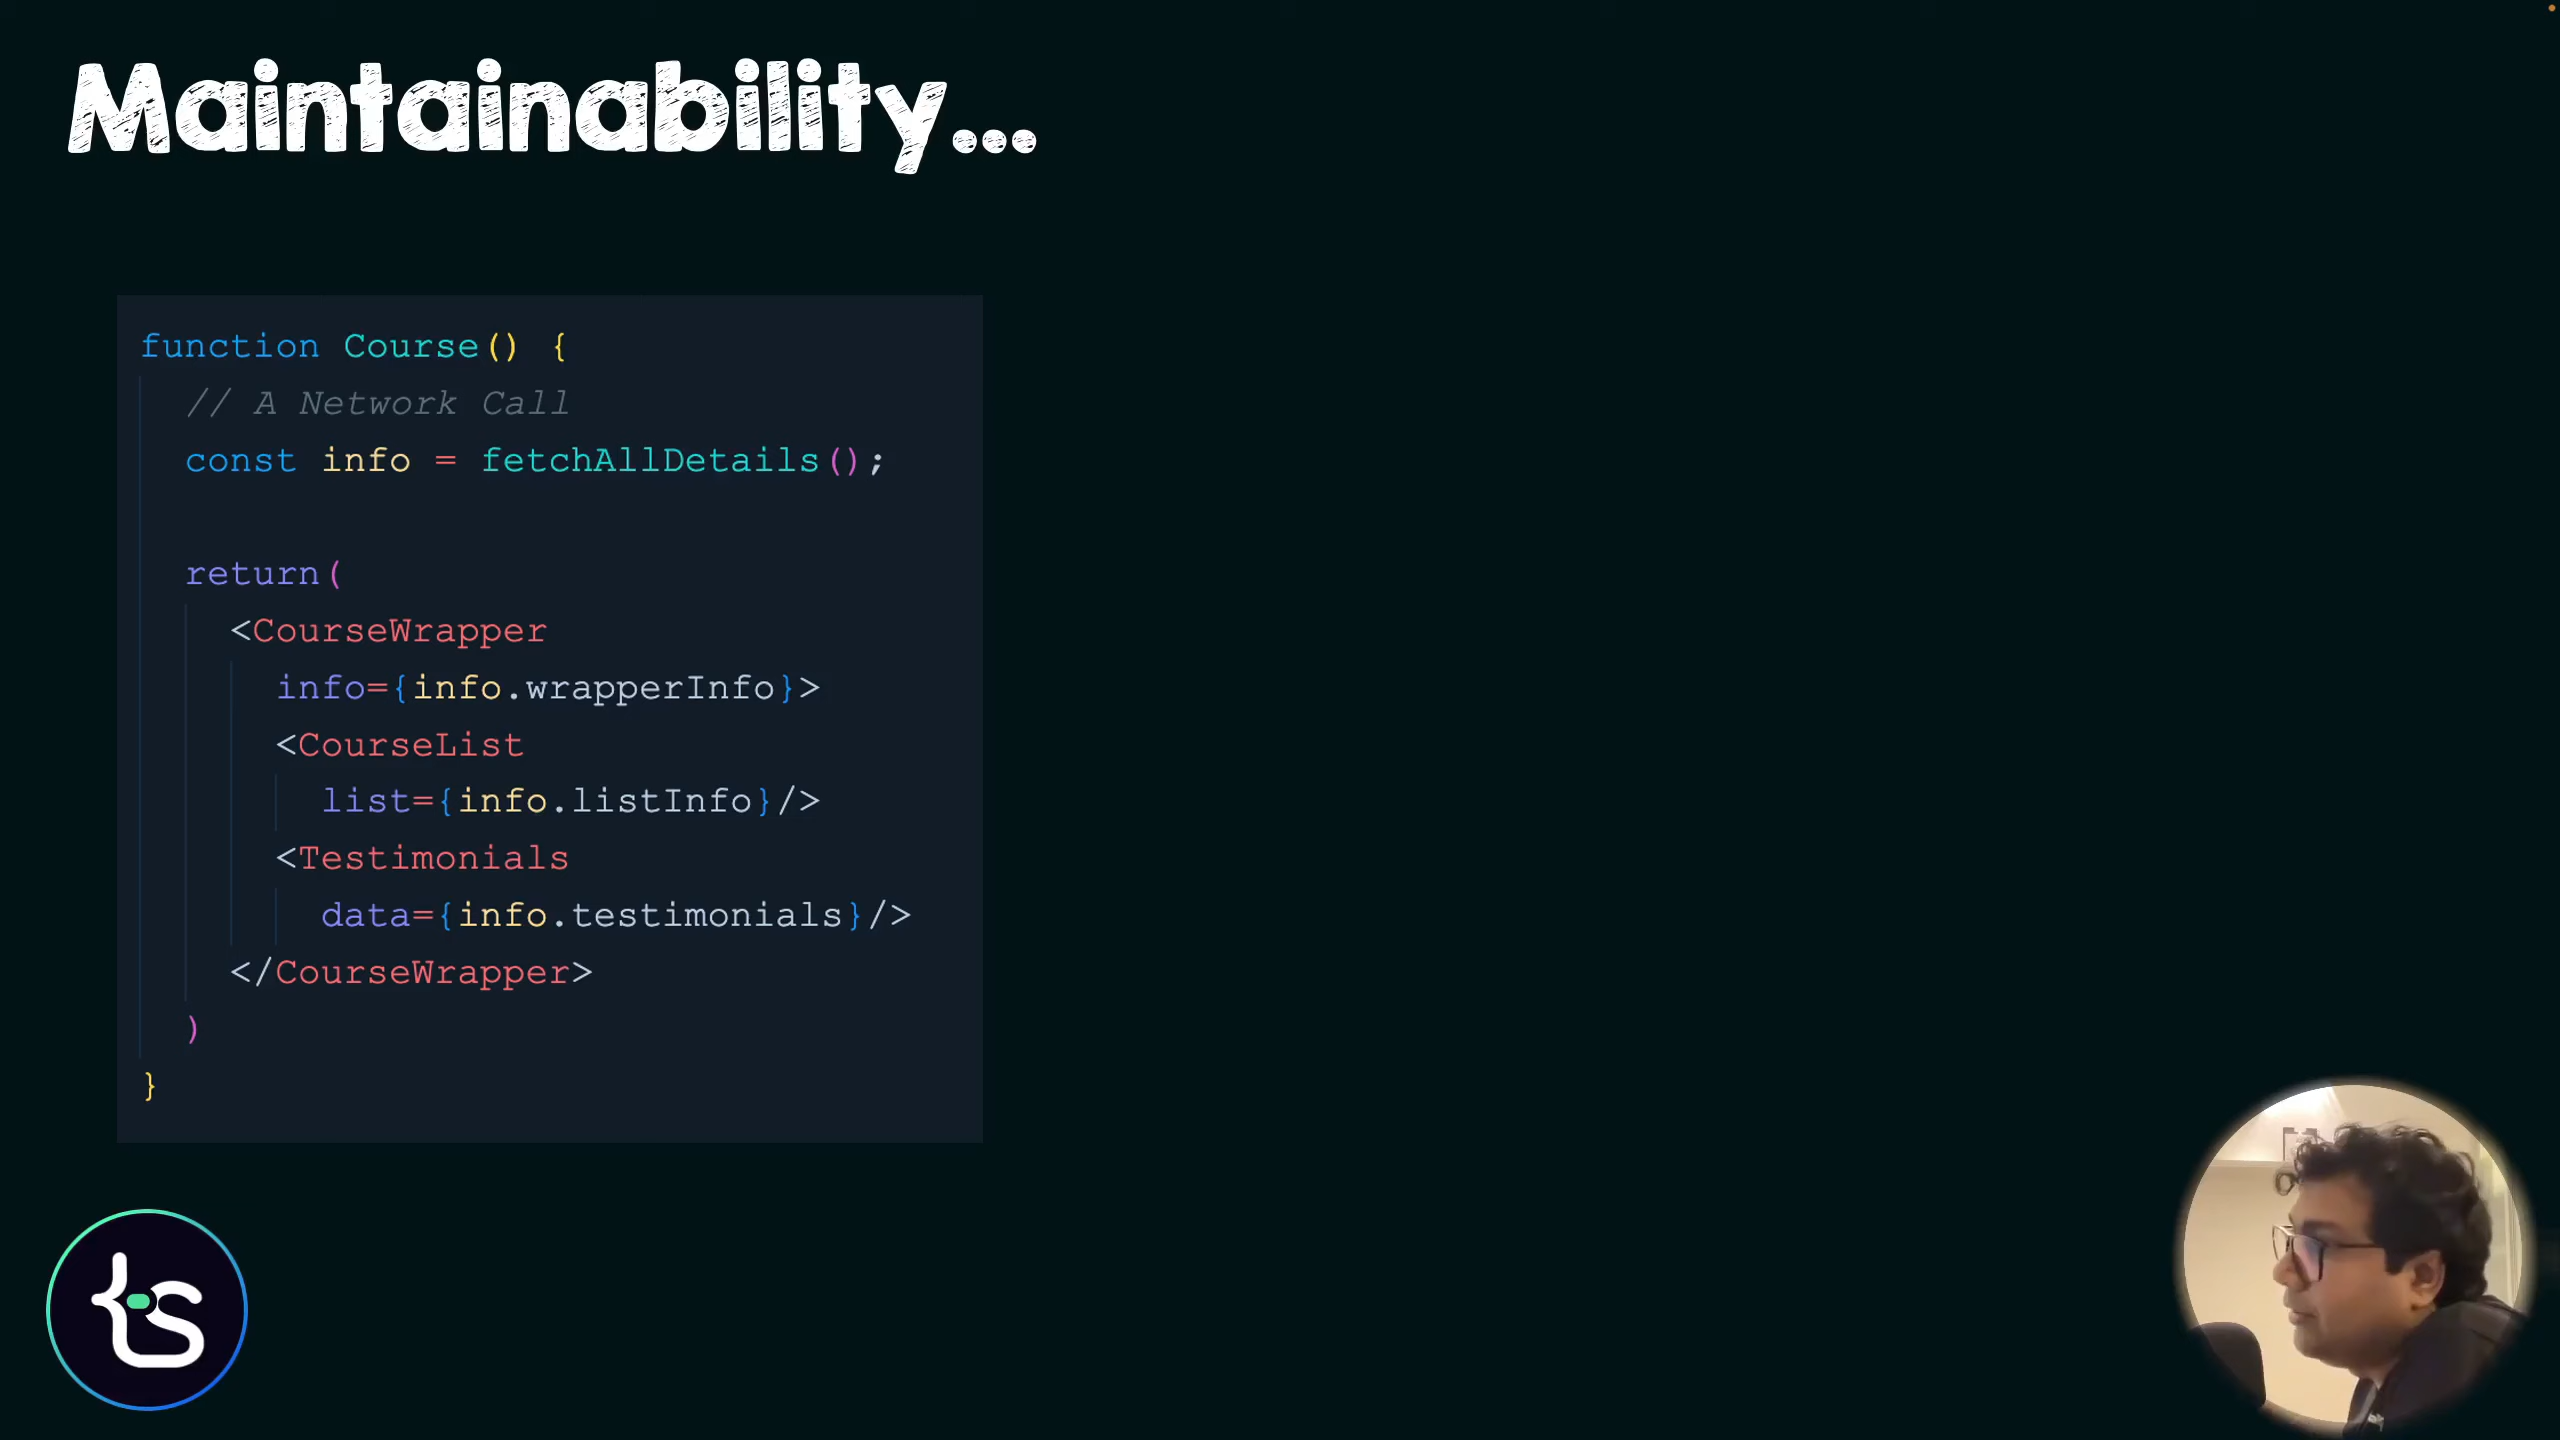 Maintainability...
function Course() {
// A Network Call
const info = fetchAllDetails();
return(
<CourseWrapper
info={info.wrapperInfo}>
<CourseList
list={info.listInfo}/>
<Testimonials
data={info.testimonials}/>
</CourseWrapper>
)
}
ts